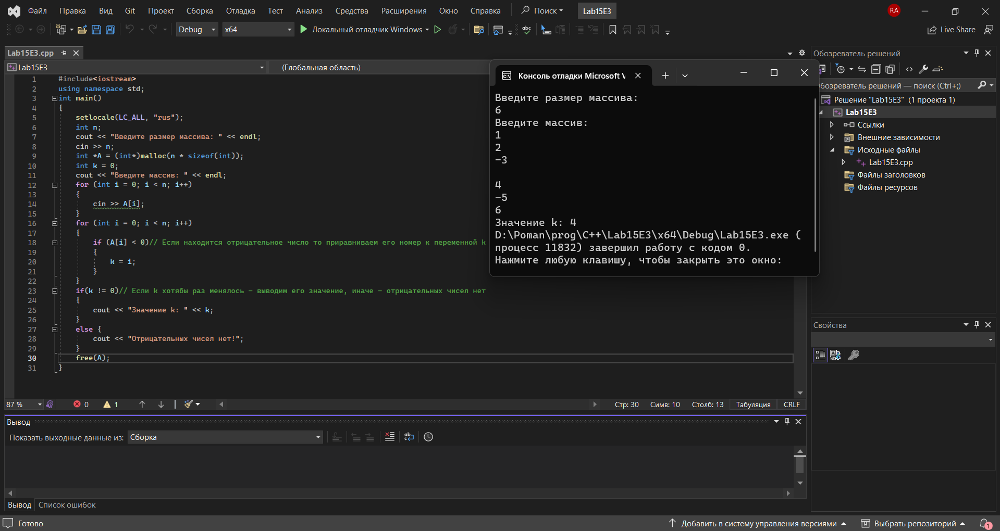 Файл Правка Вид Git Проект Сборка Отладка Тест Анализ Средства Расширения Окно Справка Поиск Lab15E3 RA
Debug x64 Локальный отладчик Windows Live Share
Lab15E3.cpp
Lab15E3 (Глобальная область)
1 #include<iostream>
2 using namespace std;
3 int main()
4 {
5 setlocale(LC_ALL, "rus");
6 int n;
7 cout << "Введите размер массива: " << endl;
8 cin >> n;
9 int *A = (int*)malloc(n * sizeof(int));
10 int k = 0;
11 cout << "Введите массив: " << endl;
12 for (int i = 0; i < n; i++)
13 {
14 cin >> A[i];
15 }
16 for (int i = 0; i < n; i++)
17 {
18 if (A[i] < 0)// Если находится отрицательное число то приравниваем его номер к переменной k
19 {
20 k = i;
21 }
22 }
23 if(k != 0)// Если k хотябы раз менялось - выводим его значение, иначе - отрицательных чисел нет
24 {
25 cout << "Значение k: " << k;
26 }
27 else {
28 cout << "Отрицательных чисел нет!";
29 }
30 free(A);
31 }
Консоль отладки Microsoft V
Введите размер массива:
6
Введите массив:
1
2
-3
4
-5
6
Значение k: 4
D:\Poman\prog\C++\Lab15E3\x64\Debug\Lab15E3.exe (
процесс 11832) завершил работу с кодом 0.
Нажмите любую клавишу, чтобы закрыть это окно:
Обозреватель решений
бозреватель решений — поиск (Ctrl+;)
Решение "Lab15E3" (1 проекта 1)
Lab15E3
Ссылки
Внешние зависимости
Исходные файлы
Lab15E3.cpp
Файлы заголовков
Файлы ресурсов
Свойства
87 % 0 1 Стр: 30 Симв: 10 Столб: 13 Табуляция CRLF
Вывод
Показать выходные данные из: Сборка
Вывод Список ошибок
Готово Добавить в систему управления версиями Выбрать репозиторий 1